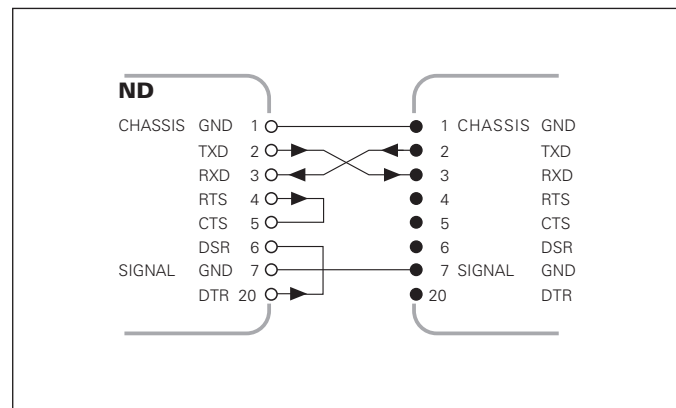 ND
CHASSIS GND 1 1 CHASSIS GND
TXD 2 2 TXD
RXD 3 3 RXD
RTS 4 4 RTS
CTS 5 5 CTS
DSR 6 6 DSR
SIGNAL GND 7 7 SIGNAL GND
DTR 20 20 DTR